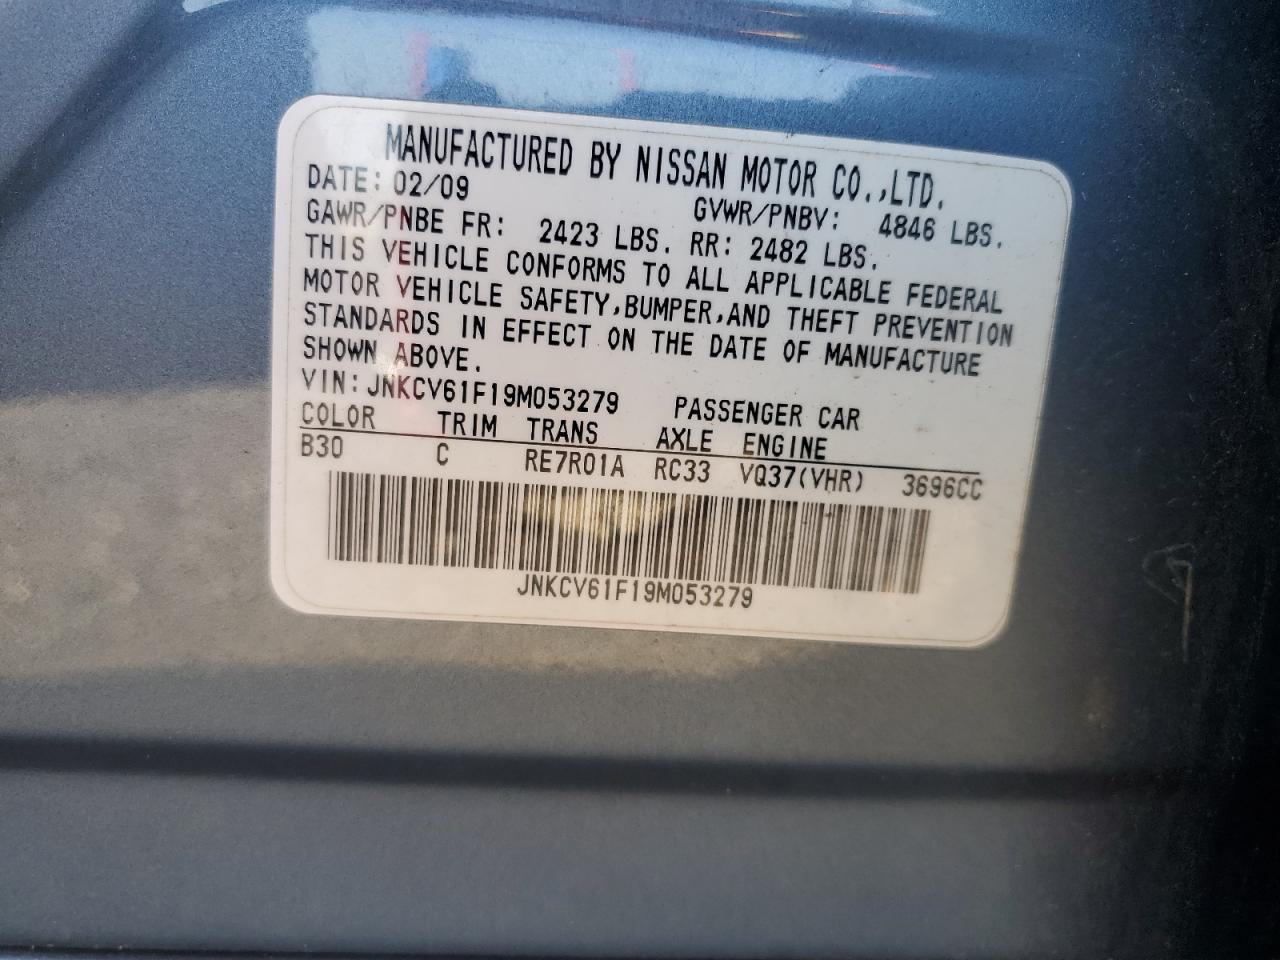 MANUFACTURED BY NISSAN MOTOR CO.,LTD.
DATE: 02/09 GVWR/PNBV: 4846 LBS.
GAWR/PNBE FR: 2423 LBS. RR: 2482 LBS.
THIS VEHICLE CONFORMS TO ALL APPLICABLE FEDERAL
MOTOR VEHICLE SAFETY,BUMPER,AND THEFT PREVENTION
STANDARDS IN EFFECT ON THE DATE OF MANUFACTURE
SHOWN ABOVE.
VIN: JNKCV61F19M053279 PASSENGER CAR
COLOR TRIM TRANS AXLE ENGINE
B30 C RE7R01A RC33 VQ37(VHR) 3696CC
JNKCV61F19M053279